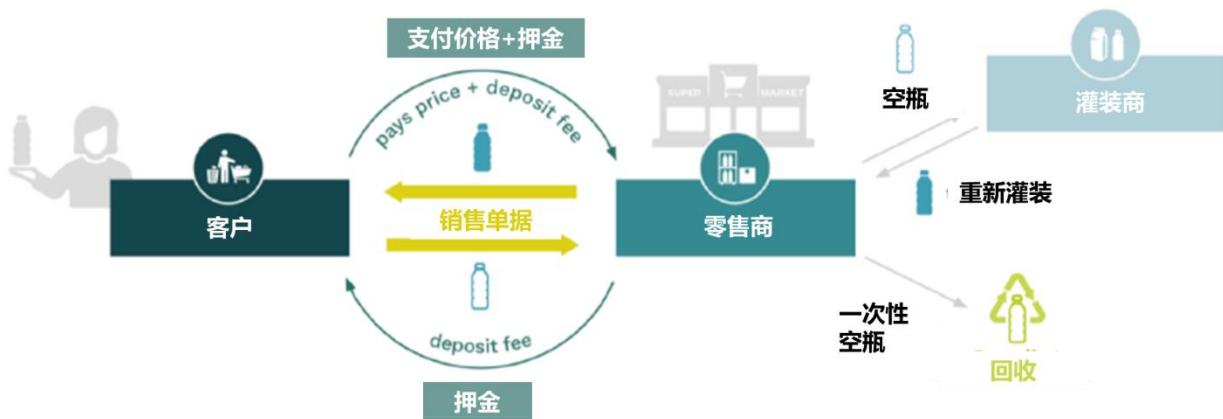 支付价格+押金
pays price + deposit fee
SUPER MARKET
空瓶
灌装商
客户
销售单据
零售商
重新灌装
一次性
空瓶
deposit fee
回收
押金